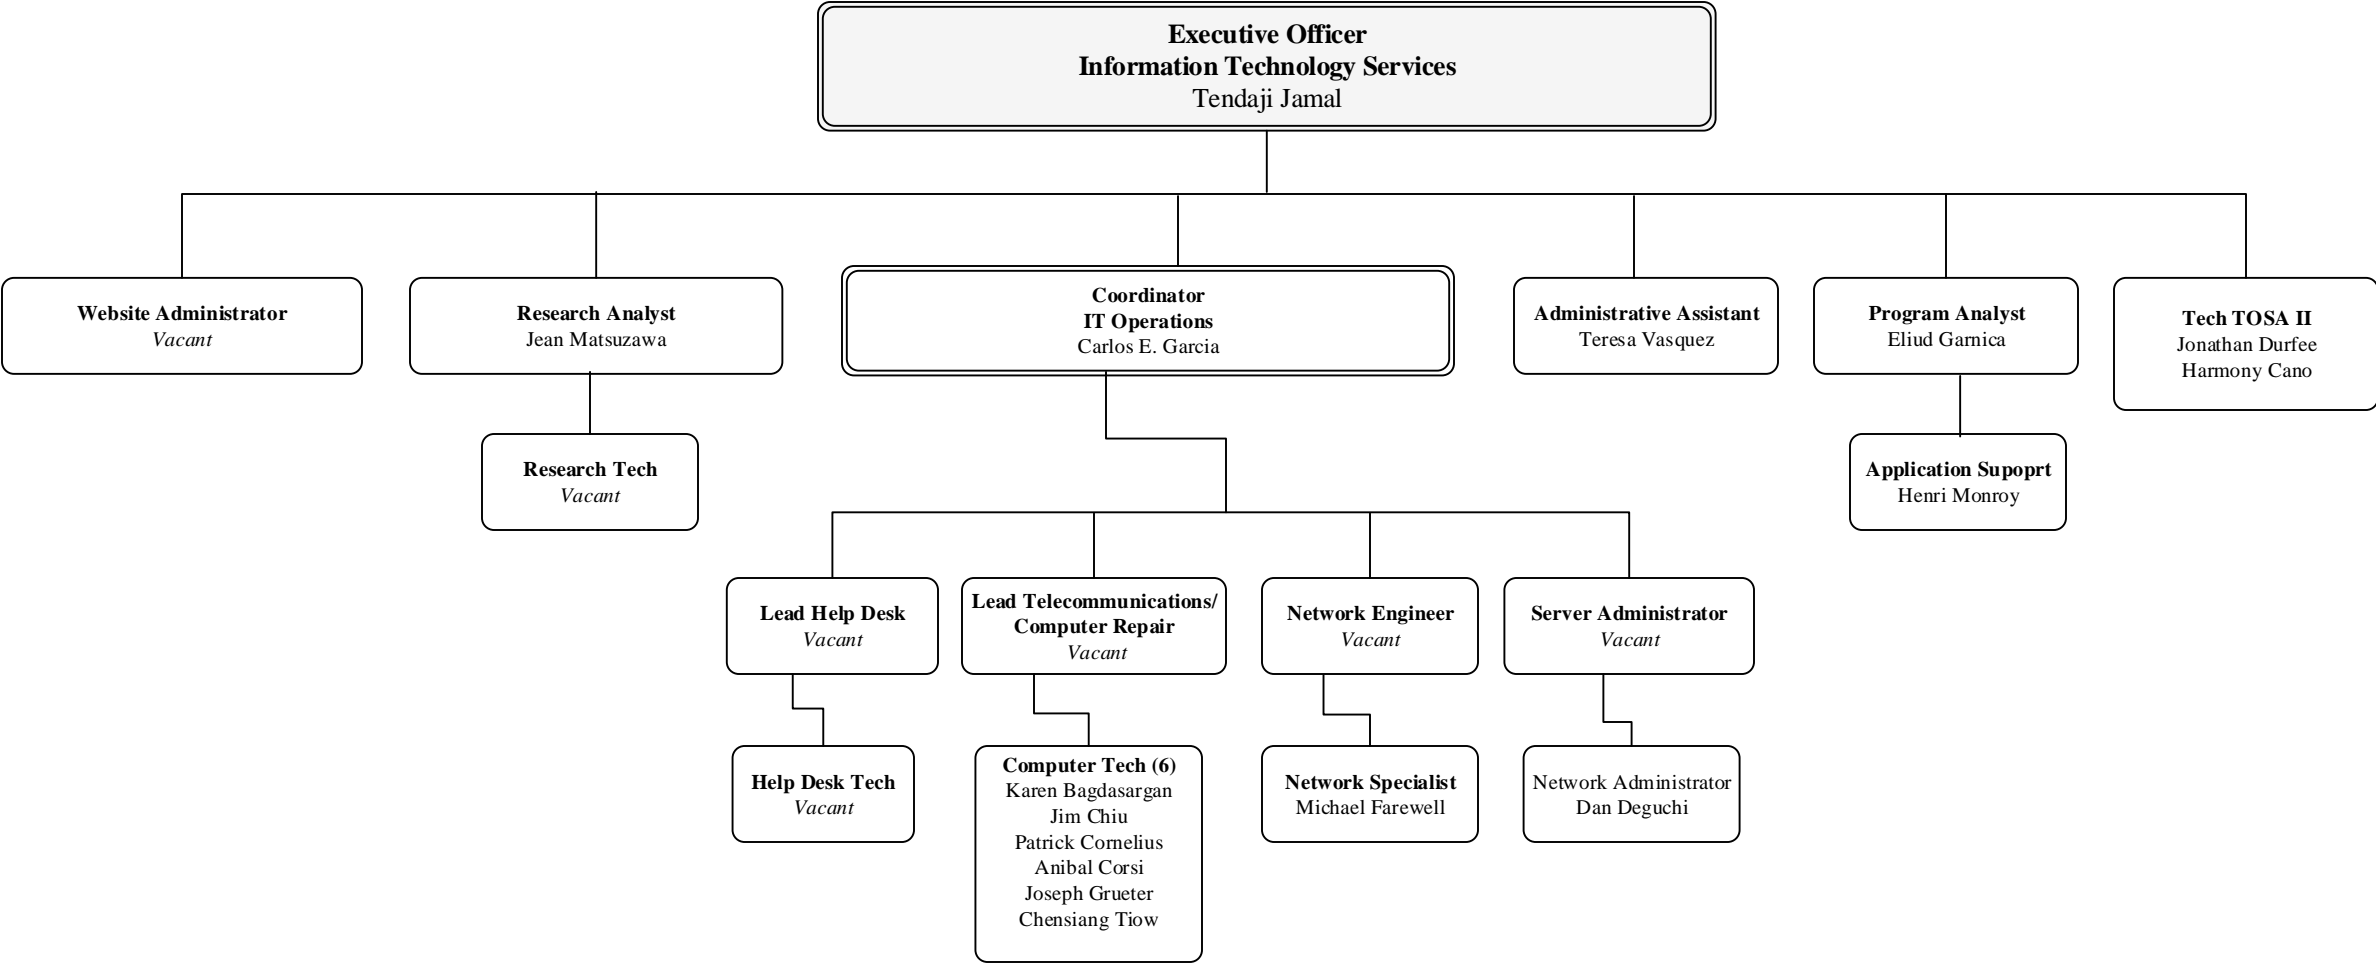 Executive Officer
Information Technology Services
Tendaji Jamal
Website Administrator
Vacant
Research Analyst
Jean Matsuzawa
Coordinator
IT Operations
Carlos E. Garcia
Administrative Assistant
Teresa Vasquez
Program Analyst
Eliud Garnica
Tech TOSA II
Jonathan Durfee
Harmony Cano
Research Tech
Vacant
Application Supoprt
Henri Monroy
Lead Help Desk
Vacant
Lead Telecommunications/
Computer Repair
Vacant
Network Engineer
Vacant
Server Administrator
Vacant
Help Desk Tech
Vacant
Computer Tech (6)
Karen Bagdasargan
Jim Chiu
Patrick Cornelius
Anibal Corsi
Joseph Grueter
Chensiang Tiow
Network Specialist
Michael Farewell
Network Administrator
Dan Deguchi